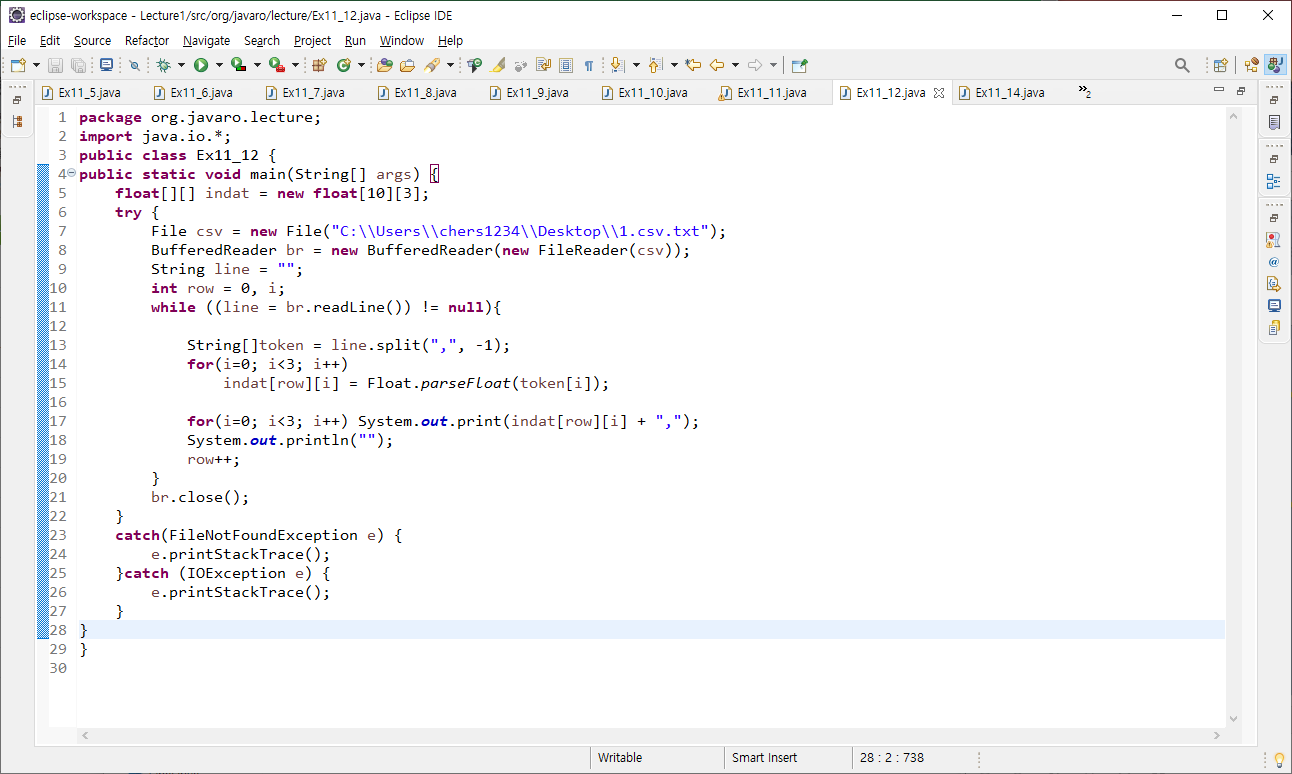 eclipse-workspace - Lecture1/src/org/javaro/lecture/Ex11_12.java - Eclipse IDE
File Edit Source Refactor Navigate Search Project Run Window Help
Ex11_5.java Ex11_6.java Ex11_7.java Ex11_8.java Ex11_9.java Ex11_10.java Ex11_11.java Ex11_12.java Ex11_14.java »2
1 package org.javaro.lecture;
2 import java.io.*;
3 public class Ex11_12 {
4 public static void main(String[] args) {
5 float[][] indat = new float[10][3];
6 try {
7 File csv = new File("C:\\Users\\chers1234\\Desktop\\1.csv.txt");
8 BufferedReader br = new BufferedReader(new FileReader(csv));
9 String line = "";
10 int row = 0, i;
11 while ((line = br.readLine()) != null){
12
13 String[]token = line.split(",", -1);
14 for(i=0; i<3; i++)
15 indat[row][i] = Float.parseFloat(token[i]);
16
17 for(i=0; i<3; i++) System.out.print(indat[row][i] + ",");
18 System.out.println("");
19 row++;
20 }
21 br.close();
22 }
23 catch(FileNotFoundException e) {
24 e.printStackTrace();
25 }catch (IOException e) {
26 e.printStackTrace();
27 }
28 }
29 }
30
Writable Smart Insert 28 : 2 : 738